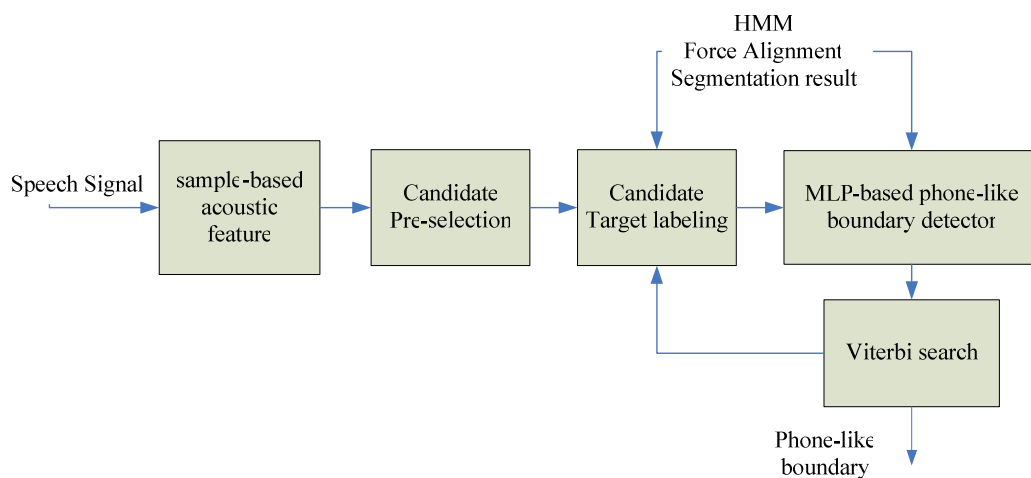 HMM
Force Alignment
Segmentation result
Speech Signal
sample-based
acoustic
feature
Candidate
Pre-selection
Candidate
Target labeling
MLP-based phone-like
boundary detector
Viterbi search
Phone-like
boundary